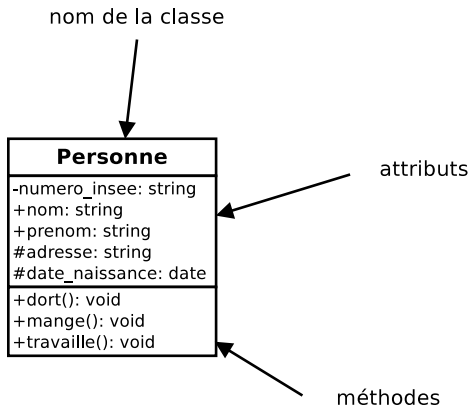 nom de la classe
Personne
attributs
-numero_insee: string
+nom: string
+prenom: string
#adresse: string
#date_naissance: date
+dort(): void
+mange(): void
+travaille(): void
méthodes